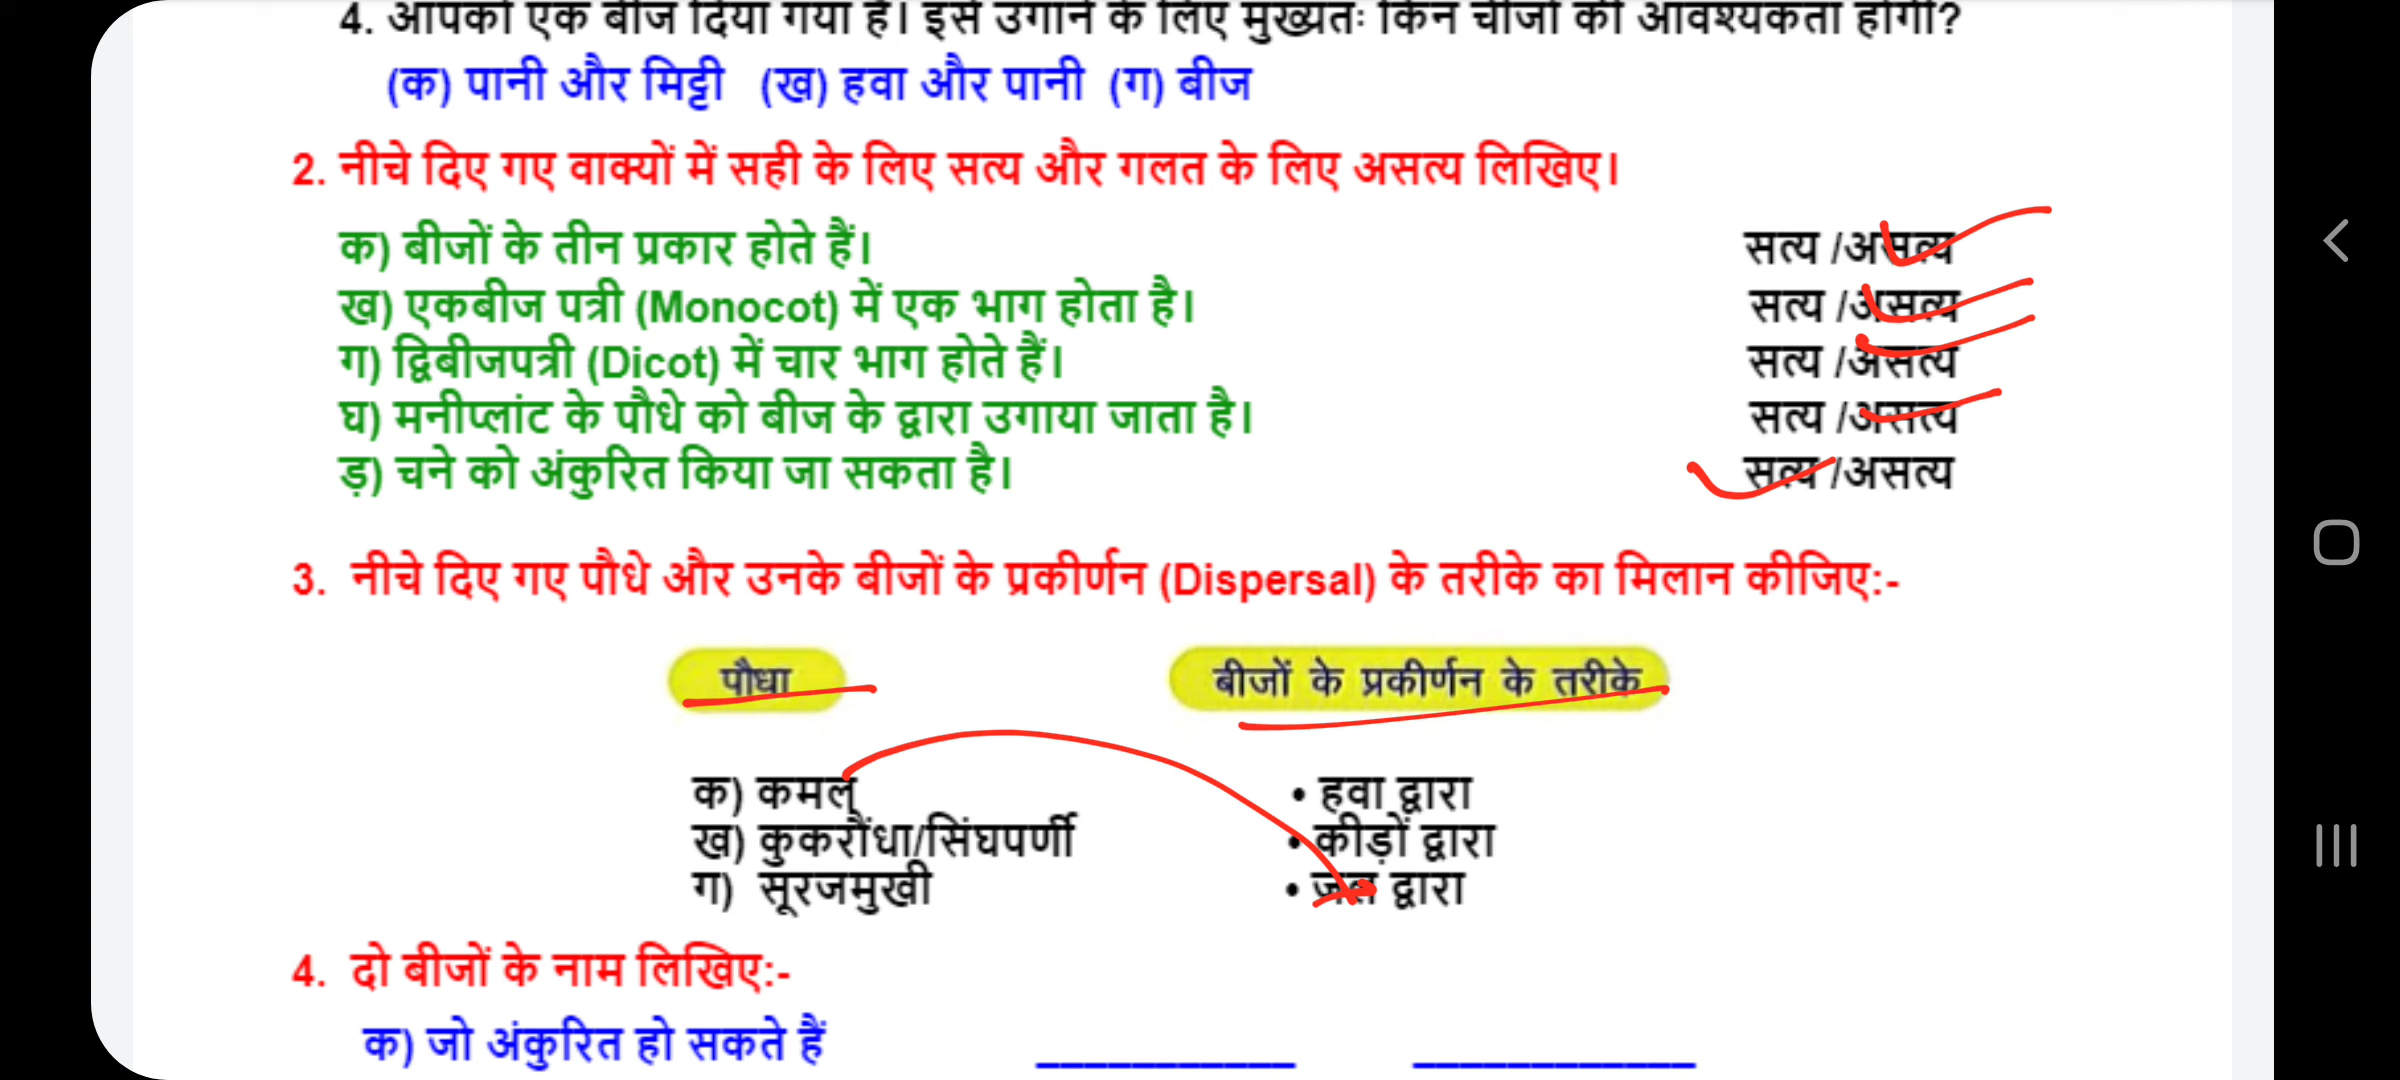 4. आपको एक बीज दिया गया है। इसे उगाने के लिए मुख्यतः किन चीजों की आवश्यकता होगी?
(क) पानी और मिट्टी (ख) हवा और पानी (ग) बीज
2. नीचे दिए गए वाक्यों में सही के लिए सत्य और गलत के लिए असत्य लिखिए।
क) बीजों के तीन प्रकार होते हैं। सत्य /असत्य
ख) एकबीज पत्री (Monocot) में एक भाग होता है। सत्य /असत्य
ग) द्विबीजपत्री (Dicot) में चार भाग होते हैं। सत्य /असत्य
घ) मनीप्लांट के पौधे को बीज के द्वारा उगाया जाता है। सत्य /असत्य
ड़) चने को अंकुरित किया जा सकता है। सत्य /असत्य
3. नीचे दिए गए पौधे और उनके बीजों के प्रकीर्णन (Dispersal) के तरीके का मिलान कीजिए:-
पौधा बीजों के प्रकीर्णन के तरीके
क) कमल • हवा द्वारा
ख) कुकरौंधा/सिंघपर्णी • कीड़ों द्वारा
ग) सूरजमुखी • जल द्वारा
4. दो बीजों के नाम लिखिए:-
क) जो अंकुरित हो सकते हैं ___________ ____________